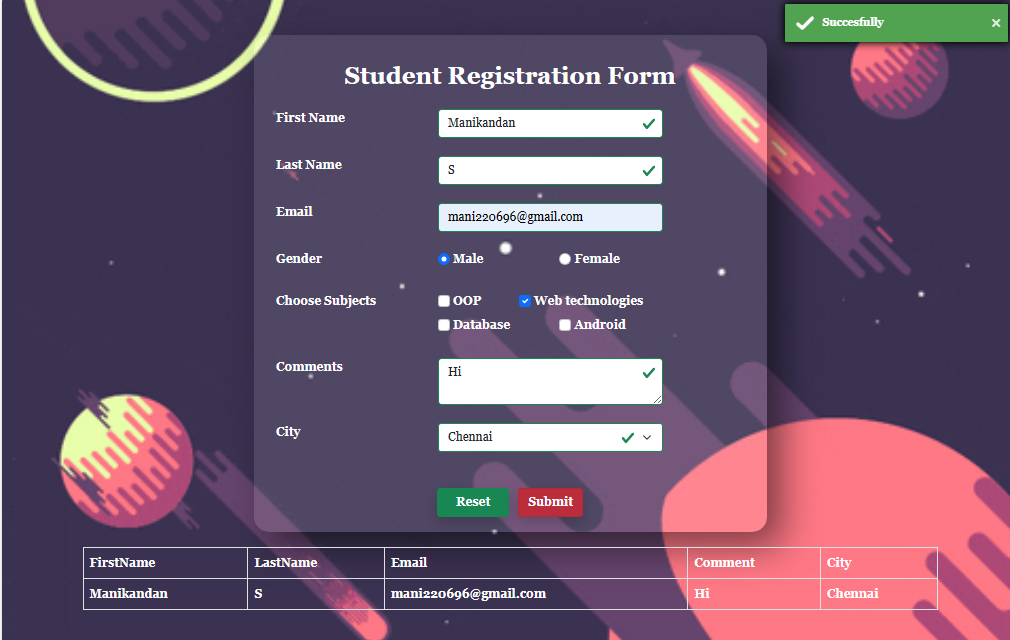 Succesfully ×
Student Registration Form
First Name Manikandan
Last Name S
Email mani220696@gmail.com
Gender Male Female
Choose Subjects OOP Web technologies
Database Android
Comments Hi
City Chennai
Reset Submit
FirstName LastName Email Comment City
Manikandan S mani220696@gmail.com Hi Chennai